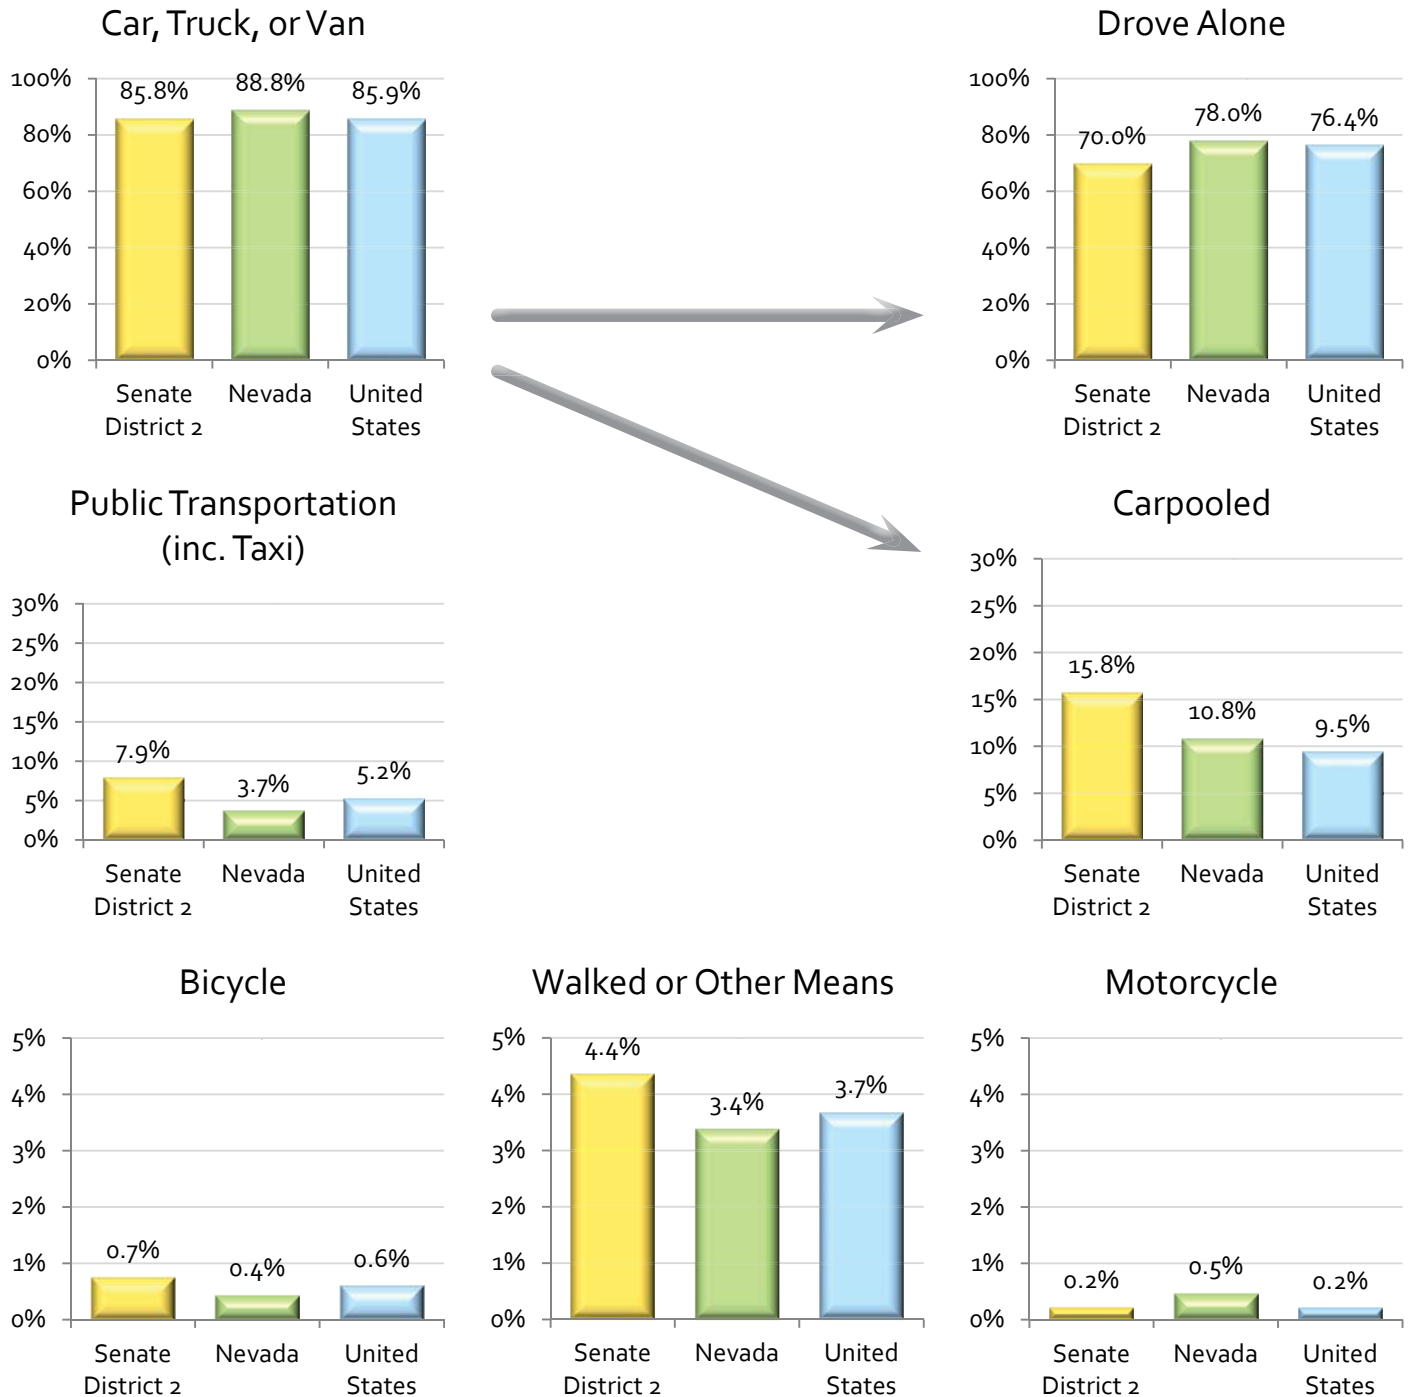 Car, Truck, or Van
100%
80%
60%
40%
20%
0%
85.8%
88.8%
85.9%
Senate
District 2
Nevada
United
States
Drove Alone
100%
80%
60%
40%
20%
0%
70.0%
78.0%
76.4%
Senate
District 2
Nevada
United
States
Public Transportation
(inc. Taxi)
30%
25%
20%
15%
10%
5%
0%
7.9%
3.7%
5.2%
Senate
District 2
Nevada
United
States
Carpooled
30%
25%
20%
15%
10%
5%
0%
15.8%
10.8%
9.5%
Senate
District 2
Nevada
United
States
Bicycle
5%
4%
3%
2%
1%
0%
0.7%
0.4%
0.6%
Senate
District 2
Nevada
United
States
Walked or Other Means
5%
4%
3%
2%
1%
0%
4.4%
3.4%
3.7%
Senate
District 2
Nevada
United
States
Motorcycle
5%
4%
3%
2%
1%
0%
0.2%
0.5%
0.2%
Senate
District 2
Nevada
United
States